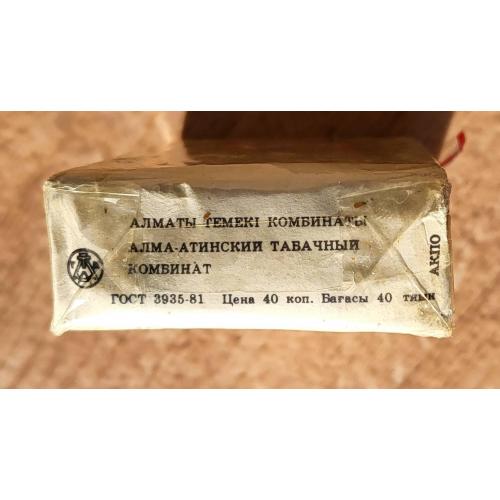 АЛМАТЫ ТЕМЕКІ КОМБИНАТЫ
АЛМА-АТИНСКИЙ ТАБАЧНЫЙ
КОМБИНАТ
ГОСТ 3935-81 Цена 40 коп. Бағасы 40 тиын
АКПО